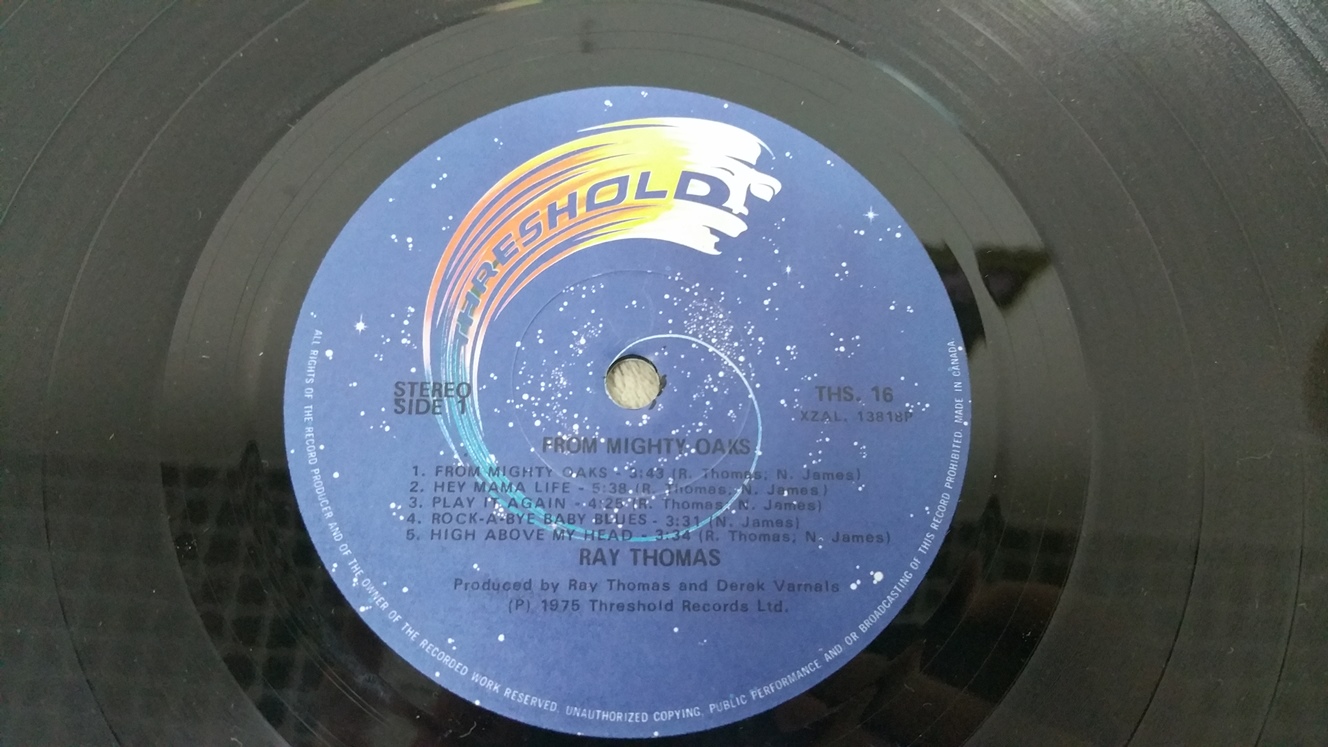 THRESHOLD
STEREO
SIDE 1
THS. 16
XZAL. 13818P
FROM MIGHTY OAKS
1. FROM MIGHTY OAKS - 3:43 (R. Thomas; N. James)
2. HEY MAMA LIFE - 5:38 (R. Thomas; N. James)
3. PLAY IT AGAIN - 4:25 (R. Thomas; N. James)
4. ROCK-A-BYE BABY BLUES - 3:31 (N. James)
5. HIGH ABOVE MY HEAD - 3:34 (R. Thomas; N. James)
RAY THOMAS
Produced by Ray Thomas and Derek Varnals
(P) 1975 Threshold Records Ltd.
ALL RIGHTS OF THE RECORD PRODUCER AND OF THE OWNER OF THE RECORDED WORK RESERVED. UNAUTHORIZED COPYING, PUBLIC PERFORMANCE AND OR BROADCASTING OF THIS RECORD PROHIBITED. MADE IN CANADA